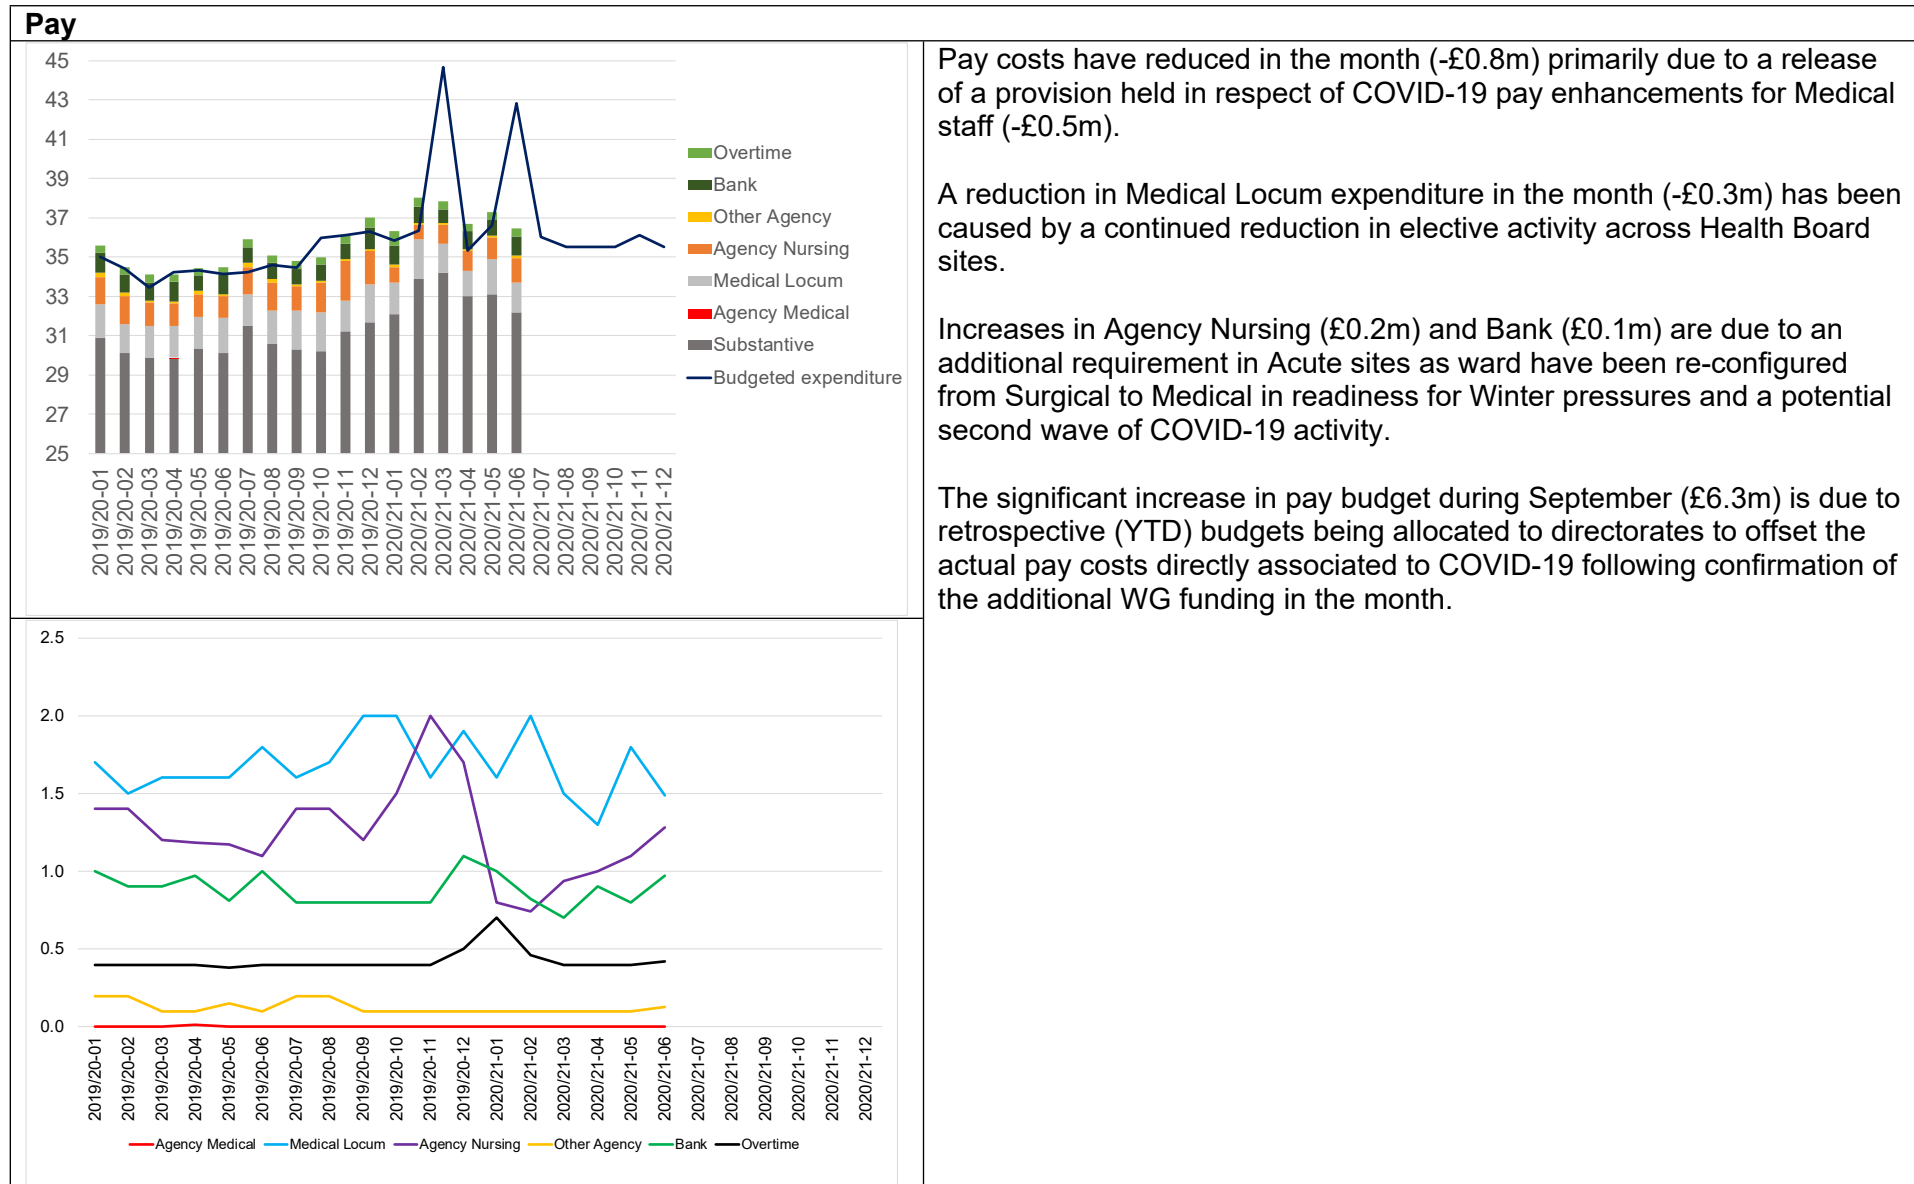 Pay
45
43
41
39
37
35
33
31
29
27
25
2019/20-01
2019/20-02
2019/20-03
2019/20-04
2019/20-05
2019/20-06
2019/20-07
2019/20-08
2019/20-09
2019/20-10
2019/20-11
2019/20-12
2020/21-01
2020/21-02
2020/21-03
2020/21-04
2020/21-05
2020/21-06
2020/21-07
2020/21-08
2020/21-09
2020/21-10
2020/21-11
2020/21-12
Overtime
Bank
Other Agency
Agency Nursing
Medical Locum
Agency Medical
Substantive
Budgeted expenditure
Pay costs have reduced in the month (-£0.8m) primarily due to a release
of a provision held in respect of COVID-19 pay enhancements for Medical
staff (-£0.5m).
A reduction in Medical Locum expenditure in the month (-£0.3m) has been
caused by a continued reduction in elective activity across Health Board
sites.
Increases in Agency Nursing (£0.2m) and Bank (£0.1m) are due to an
additional requirement in Acute sites as ward have been re-configured
from Surgical to Medical in readiness for Winter pressures and a potential
second wave of COVID-19 activity.
The significant increase in pay budget during September (£6.3m) is due to
retrospective (YTD) budgets being allocated to directorates to offset the
actual pay costs directly associated to COVID-19 following confirmation of
the additional WG funding in the month.
2.5
2.0
1.5
1.0
0.5
0.0
2019/20-01
2019/20-02
2019/20-03
2019/20-04
2019/20-05
2019/20-06
2019/20-07
2019/20-08
2019/20-09
2019/20-10
2019/20-11
2019/20-12
2020/21-01
2020/21-02
2020/21-03
2020/21-04
2020/21-05
2020/21-06
2020/21-07
2020/21-08
2020/21-09
2020/21-10
2020/21-11
2020/21-12
Agency Medical Medical Locum Agency Nursing Other Agency Bank Overtime